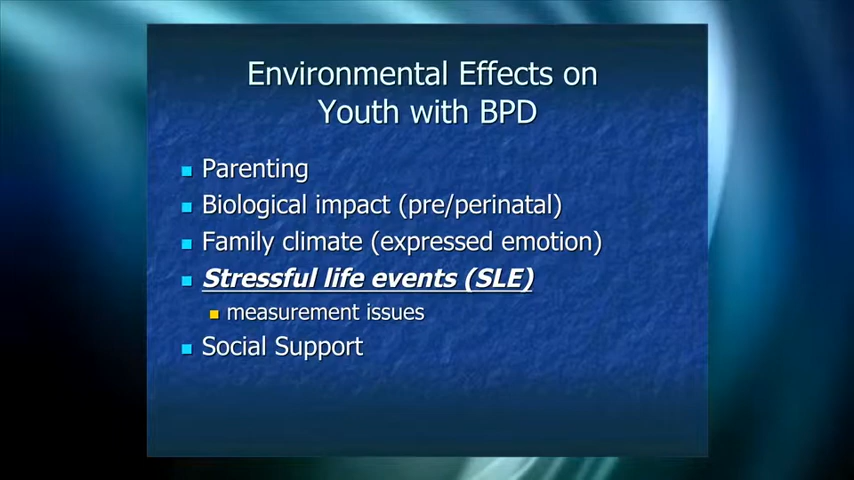 Environmental Effects on
Youth with BPD
Parenting
Biological impact (pre/perinatal)
Family climate (expressed emotion)
Stressful life events (SLE)
measurement issues
Social Support